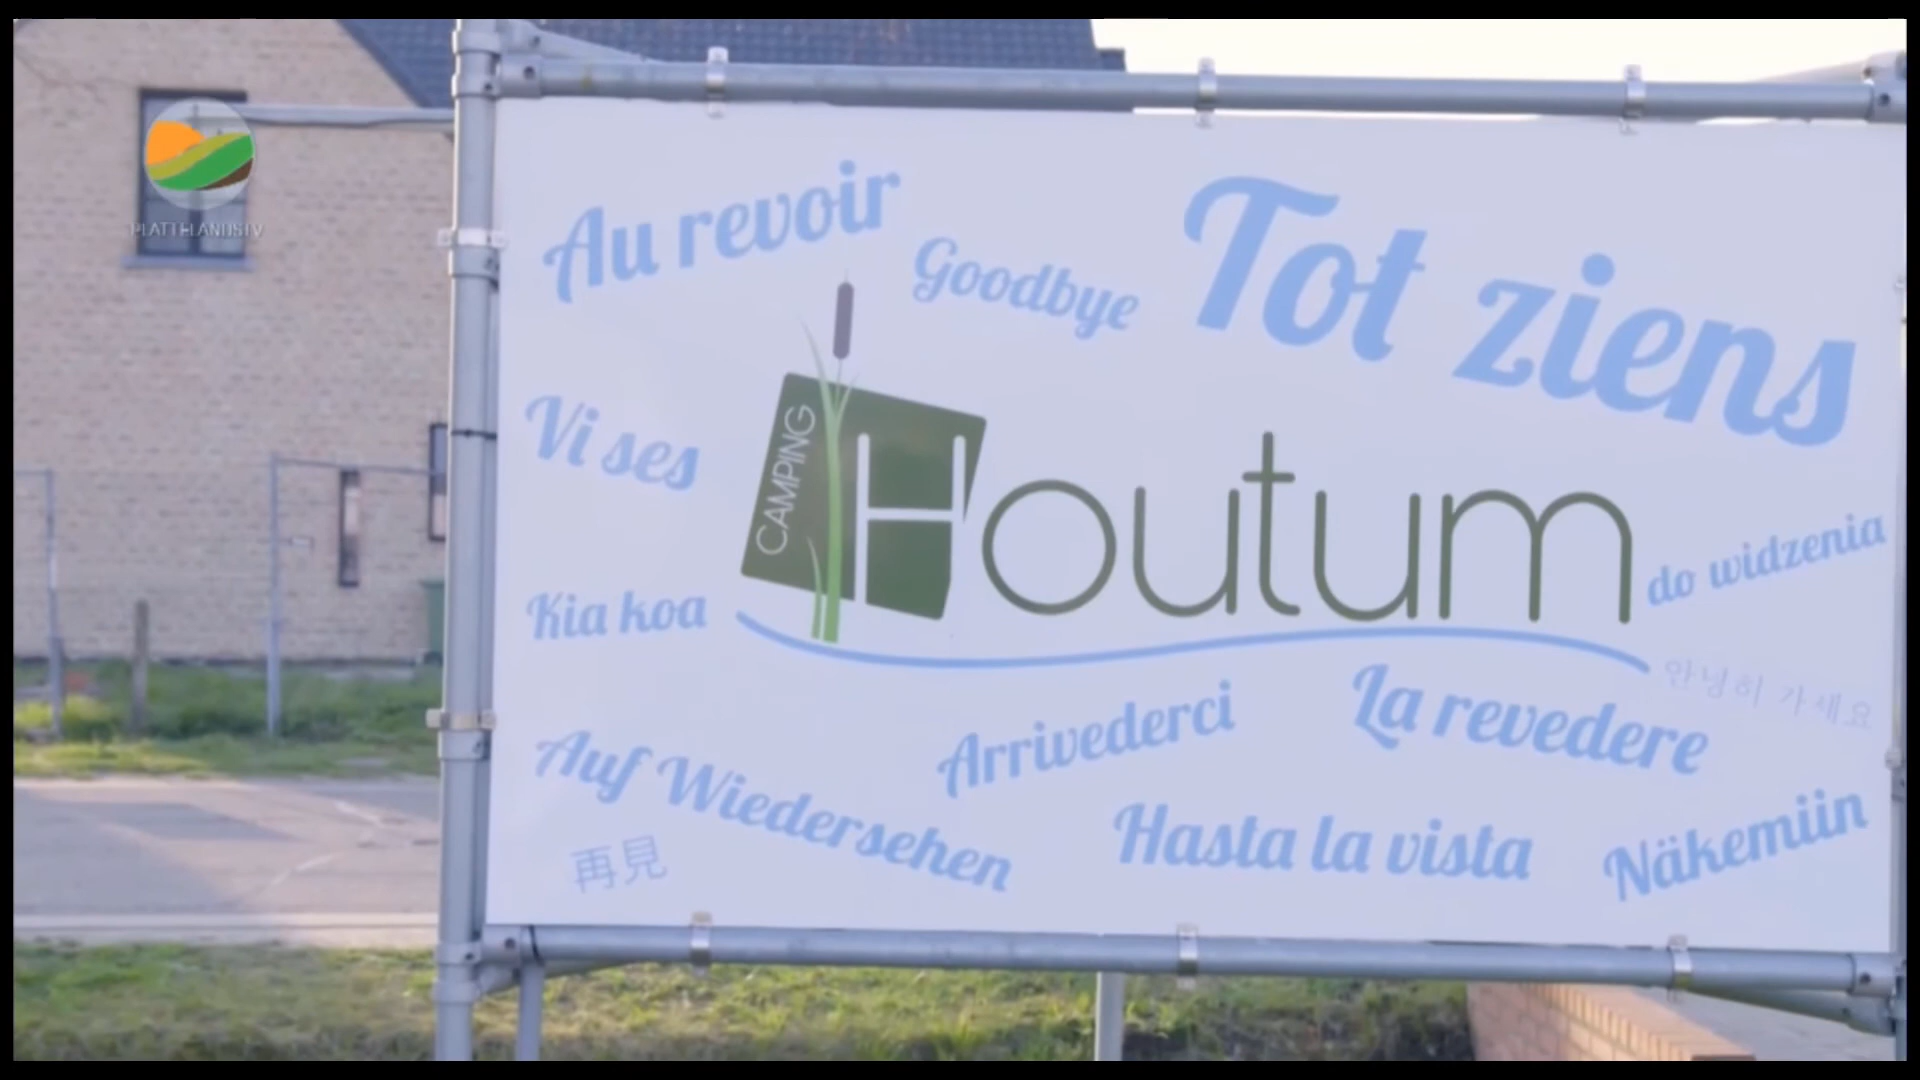 PLATTELANDSTV
Au revoir
Goodbye
Tot ziens
Vi ses
CAMPING
Houtum
do widzenia
Kia koa
안녕히 가세요
La revedere
Arrivederci
Auf Wiedersehen
Hasta la vista
Näkemiin
再見